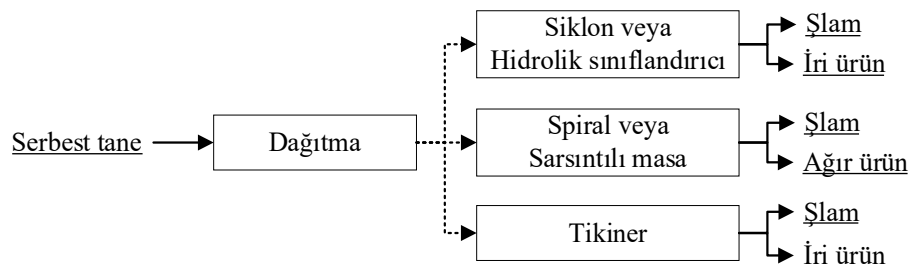 Serbest tane
Dağıtma
Siklon veya
Hidrolik sınıflandırıcı
Şlam
İri ürün
Spiral veya
Sarsıntılı masa
Şlam
Ağır ürün
Tikiner
Şlam
İri ürün